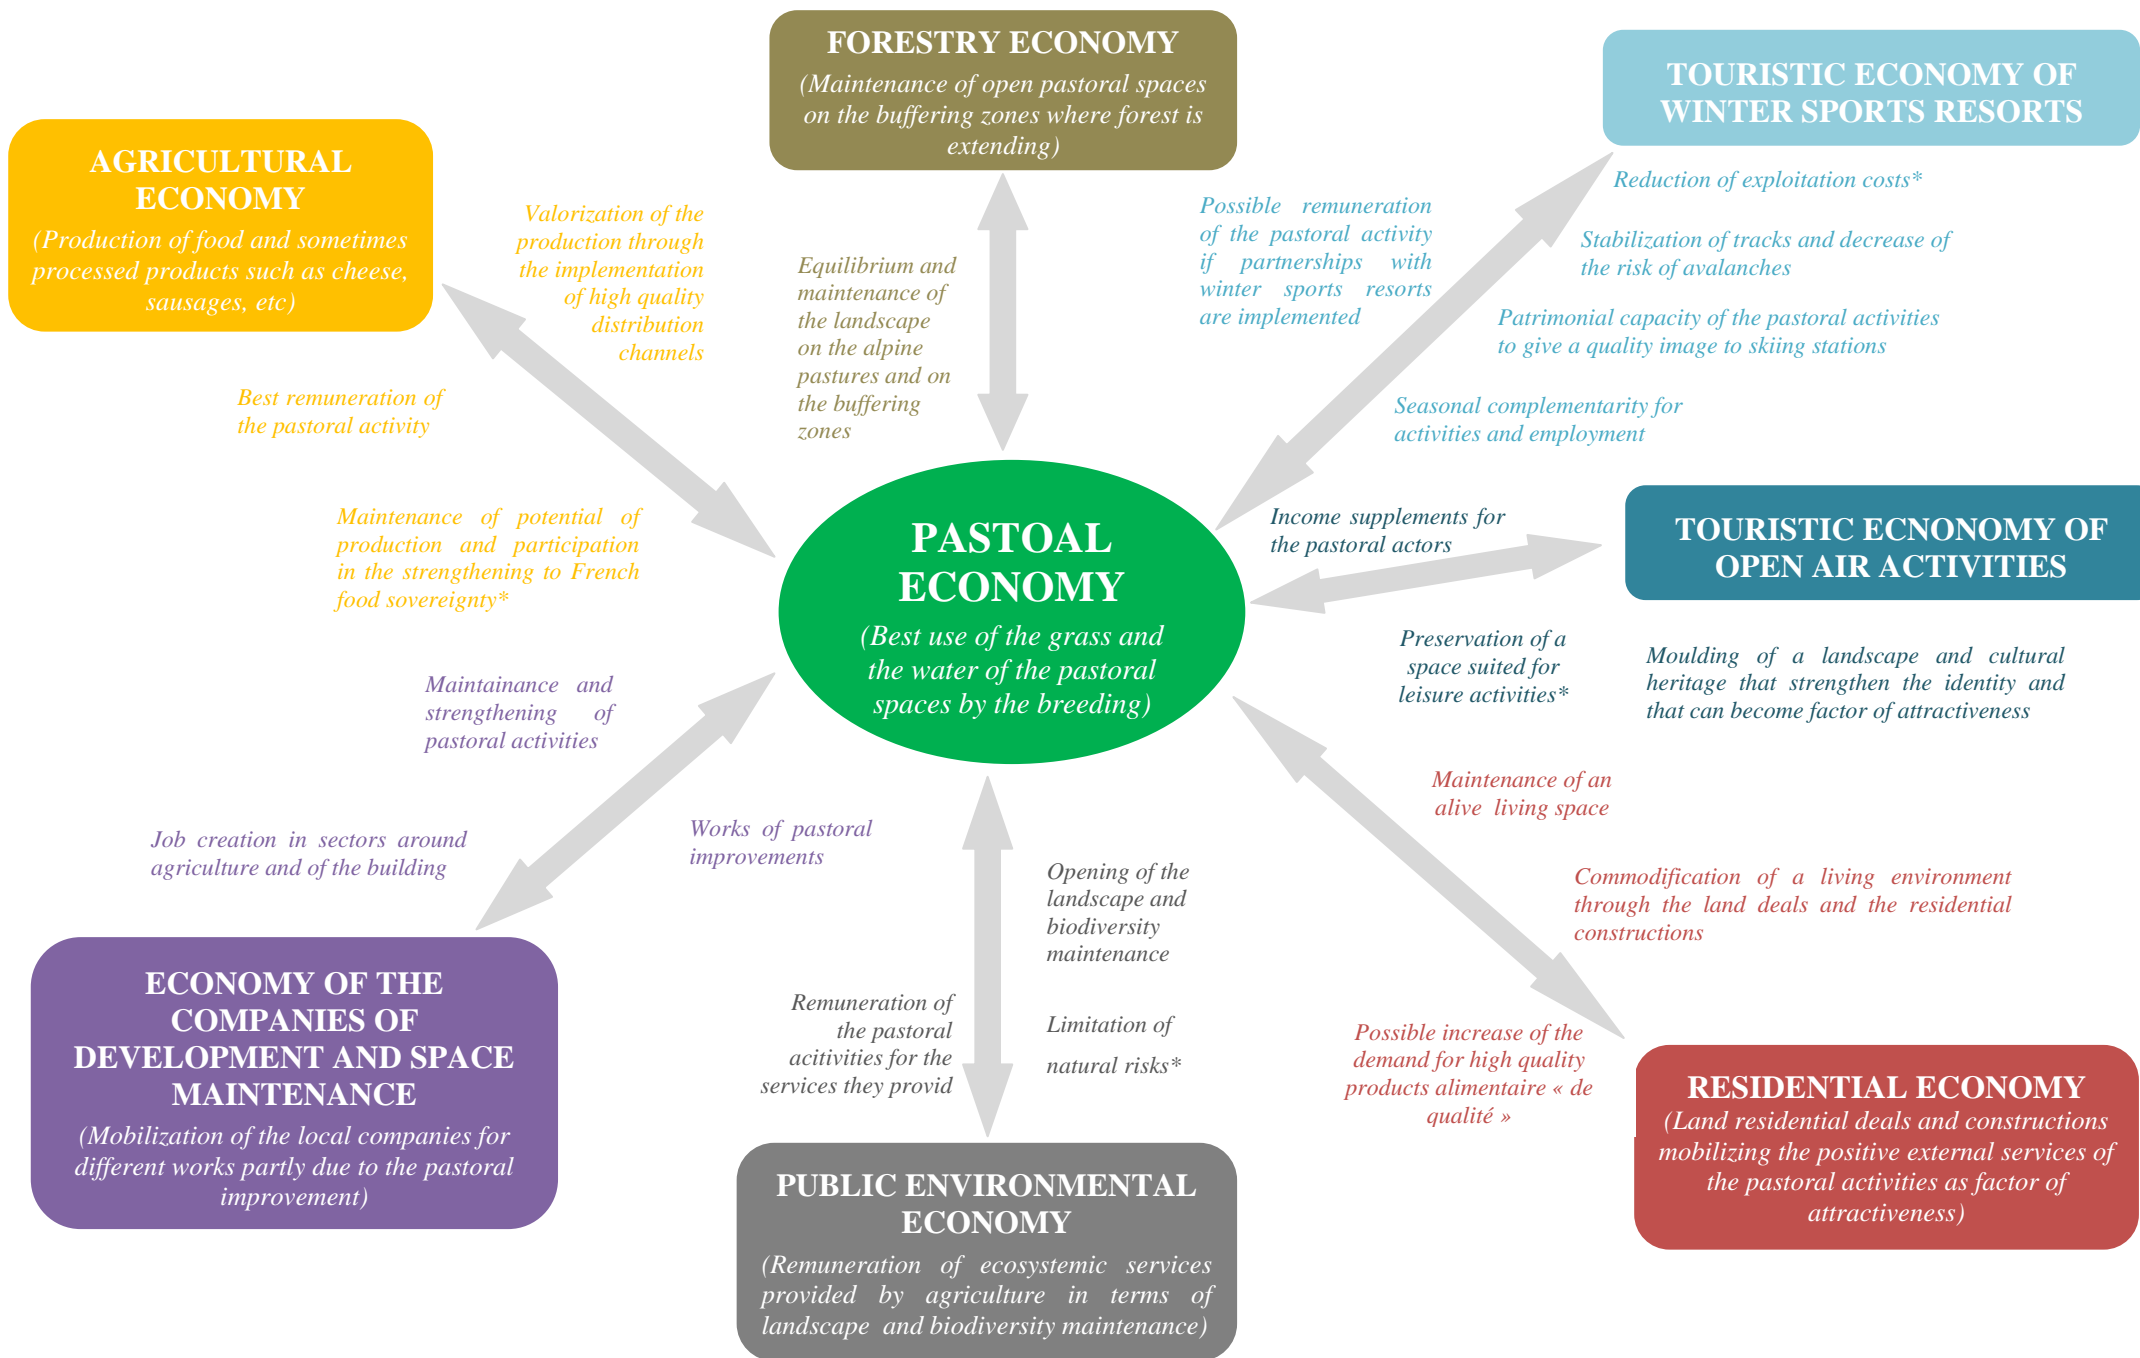 FORESTRY ECONOMY
(Maintenance of open pastoral spaces
on the buffering zones where forest is
extending)
TOURISTIC ECONOMY OF
WINTER SPORTS RESORTS
AGRICULTURAL
ECONOMY
(Production of food and sometimes
processed products such as cheese,
sausages, etc)
Valorization of the
production through
the implementation
of high quality
distribution
channels
Best remuneration of
the pastoral activity
Maintenance of potential of
production and participation
in the strengthening to French
food sovereignty*
Equilibrium and
maintenance of
the landscape
on the alpine
pastures and on
the buffering
zones
Possible remuneration
of the pastoral activity
if partnerships with
winter sports resorts
are implemented
Reduction of exploitation costs*
Stabilization of tracks and decrease of
the risk of avalanches
Patrimonial capacity of the pastoral activities
to give a quality image to skiing stations
Seasonal complementarity for
activities and employment
PASTOAL
ECONOMY
(Best use of the grass and
the water of the pastoral
spaces by the breeding)
Income supplements for
the pastoral actors
TOURISTIC ECNONOMY OF
OPEN AIR ACTIVITIES
Preservation of a
space suited for
leisure activities*
Moulding of a landscape and cultural
heritage that strengthen the identity and
that can become factor of attractiveness
Maintainance and
strengthening of
pastoral activities
Job creation in sectors around
agriculture and of the building
Works of pastoral
improvements
ECONOMY OF THE
COMPANIES OF
DEVELOPMENT AND SPACE
MAINTENANCE
(Mobilization of the local companies for
different works partly due to the pastoral
improvement)
Opening of the
landscape and
biodiversity
maintenance
Remuneration of
the pastoral
acitivities for the
services they provid
Limitation of
natural risks*
PUBLIC ENVIRONMENTAL
ECONOMY
(Remuneration of ecosystemic services
provided by agriculture in terms of
landscape and biodiversity maintenance)
Maintenance of an
alive living space
Commodification of a living environment
through the land deals and the residential
constructions
Possible increase of the
demand for high quality
products alimentaire « de
qualité »
RESIDENTIAL ECONOMY
(Land residential deals and constructions
mobilizing the positive external services of
the pastoral activities as factor of
attractiveness)